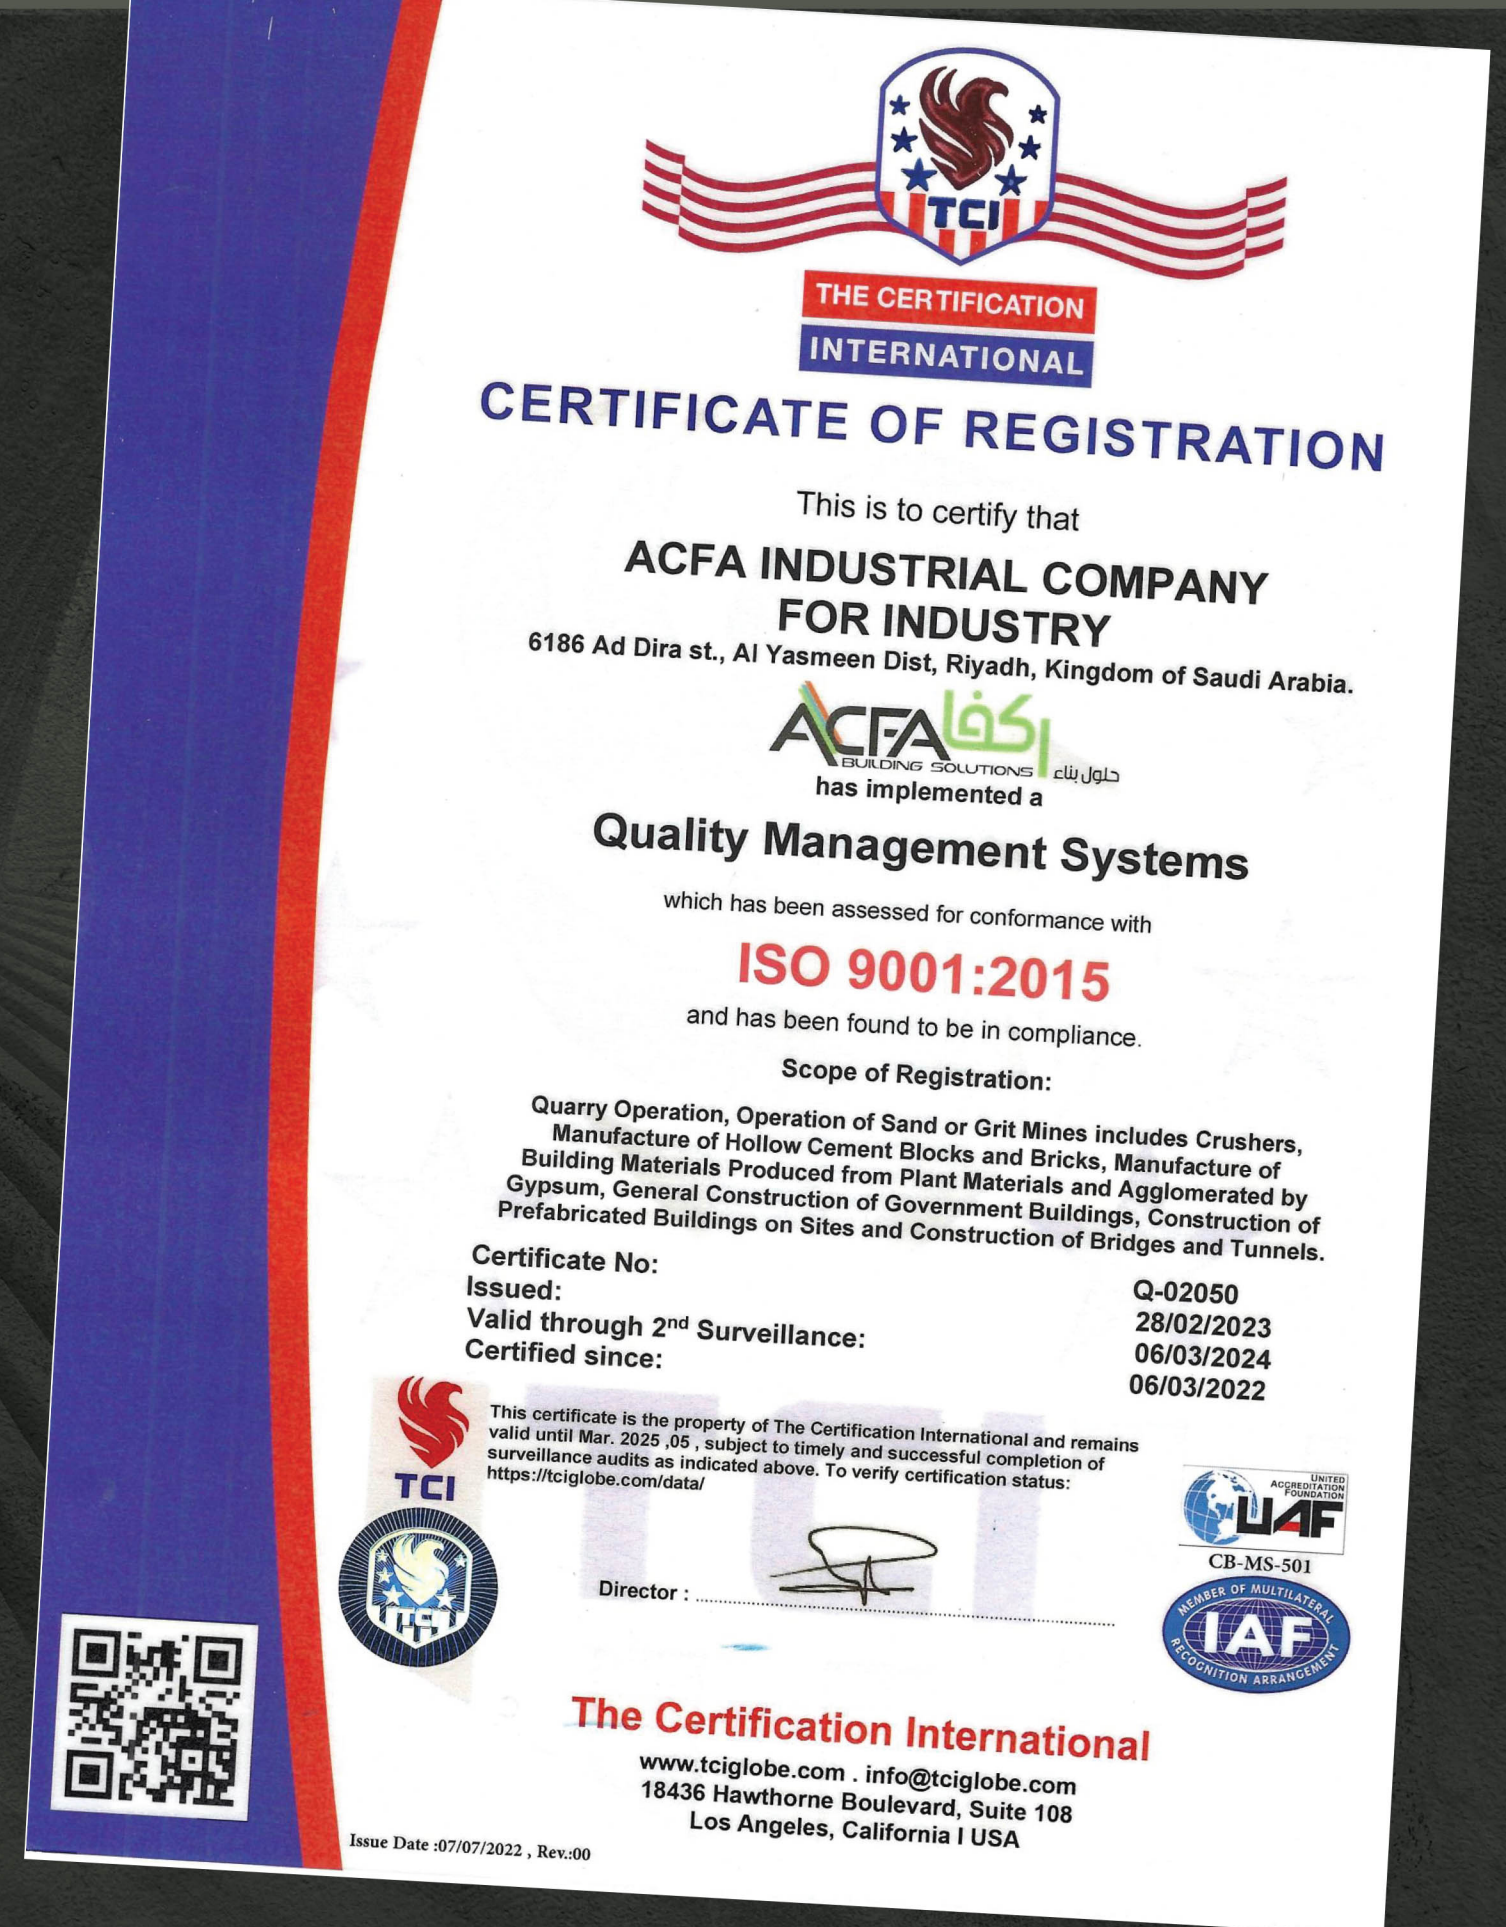 TCI
THE CERTIFICATION
INTERNATIONAL
CERTIFICATE OF REGISTRATION
This is to certify that
ACFA INDUSTRIAL COMPANY
FOR INDUSTRY
6186 Ad Dira st., Al Yasmeen Dist, Riyadh, Kingdom of Saudi Arabia.
ACFA اركفا
BUILDING SOLUTIONS حلول بناء
has implemented a
Quality Management Systems
which has been assessed for conformance with
ISO 9001:2015
and has been found to be in compliance.
Scope of Registration:
Quarry Operation, Operation of Sand or Grit Mines includes Crushers,
Manufacture of Hollow Cement Blocks and Bricks, Manufacture of
Building Materials Produced from Plant Materials and Agglomerated by
Gypsum, General Construction of Government Buildings, Construction of
Prefabricated Buildings on Sites and Construction of Bridges and Tunnels.
Certificate No: Q-02050
Issued: 28/02/2023
Valid through 2nd Surveillance: 06/03/2024
Certified since: 06/03/2022
TCI
This certificate is the property of The Certification International and remains
valid until Mar. 2025 ,05 , subject to timely and successful completion of
surveillance audits as indicated above. To verify certification status:
https://tciglobe.com/data/
TCI
UNITED
ACCREDITATION
FOUNDATION
UAF
CB-MS-501
TCI
Director :
MEMBER OF MULTILATERAL
IAF
RECOGNITION ARRANGEMENT
The Certification International
www.tciglobe.com . info@tciglobe.com
18436 Hawthorne Boulevard, Suite 108
Los Angeles, California I USA
Issue Date :07/07/2022 , Rev.:00